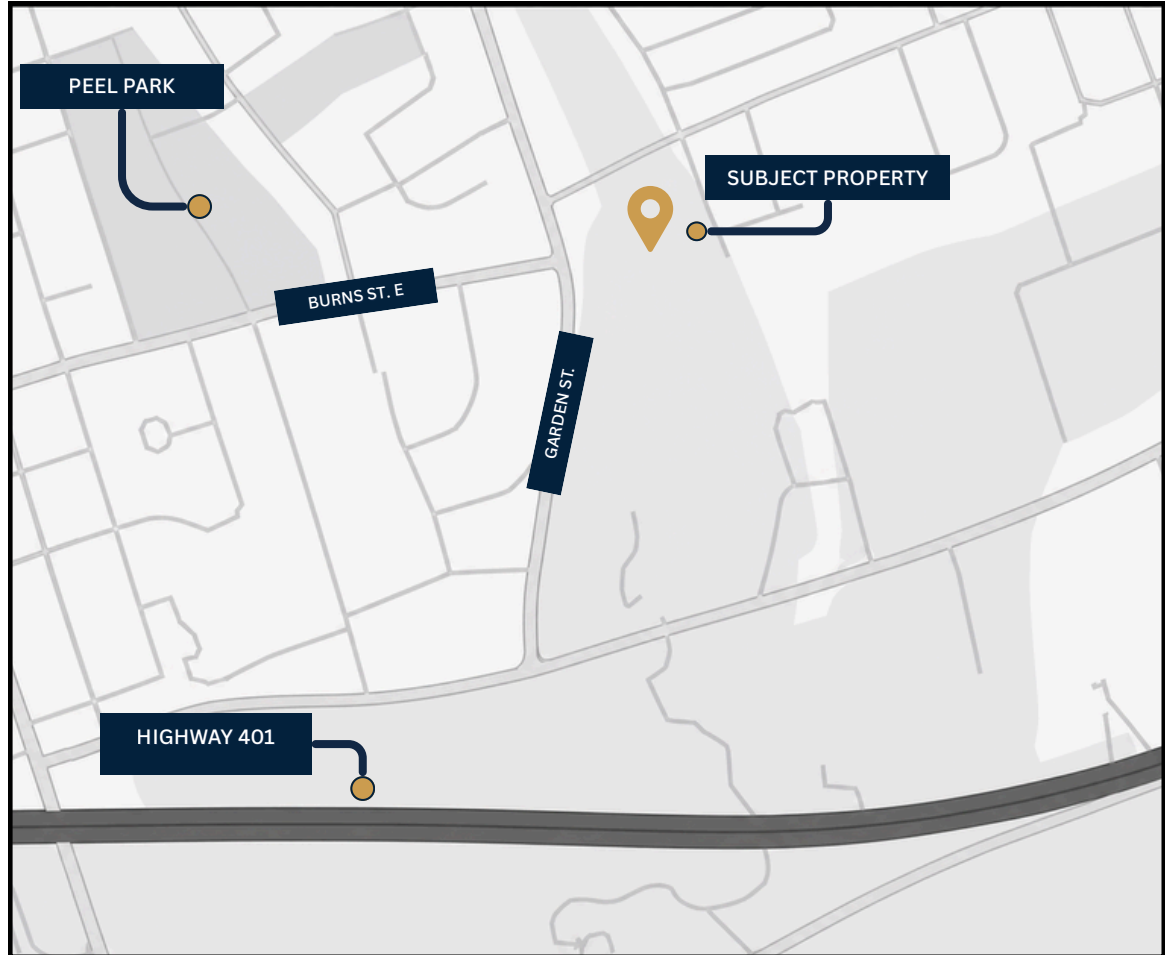 PEEL PARK
SUBJECT PROPERTY
BURNS ST. E
GARDEN ST.
HIGHWAY 401